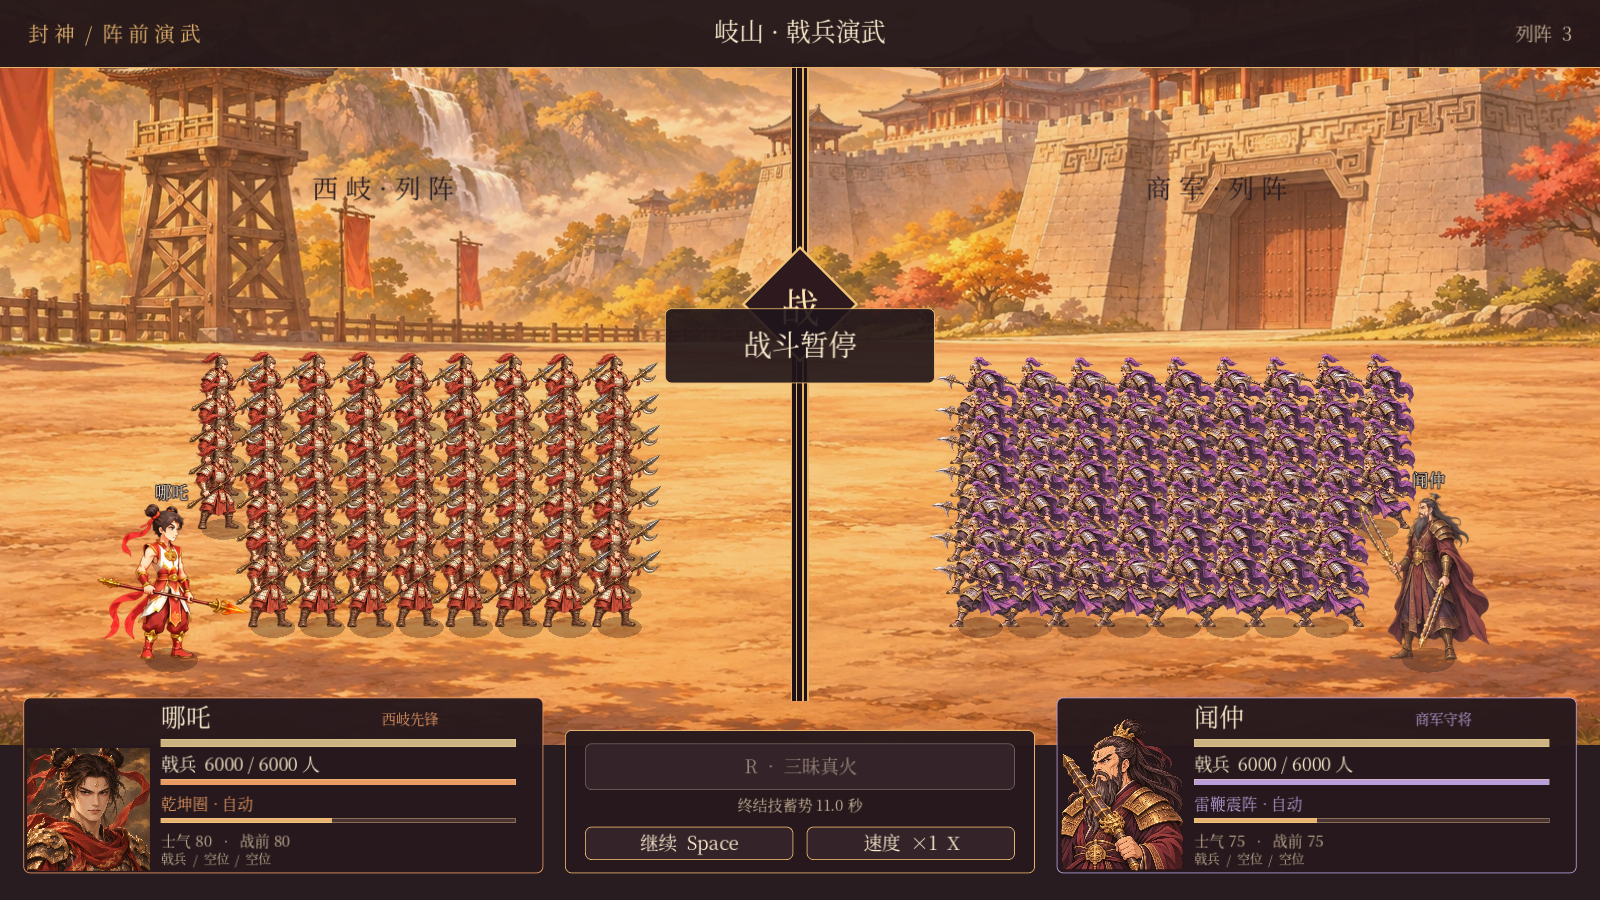 封神 / 阵前演武
岐山 · 戟兵演武
列阵 3
西岐·列阵
商军·列阵
战
战斗暂停
哪吒
闻仲
哪吒
西岐先锋
戟兵 6000 / 6000 人
乾坤圈 · 自动
士气 80 · 战前 80
戟兵 / 空位 / 空位
R · 三昧真火
终结技蓄势 11.0 秒
继续 Space
速度 ×1 X
闻仲
商军守将
戟兵 6000 / 6000 人
雷鞭震阵 · 自动
士气 75 · 战前 75
戟兵 / 空位 / 空位